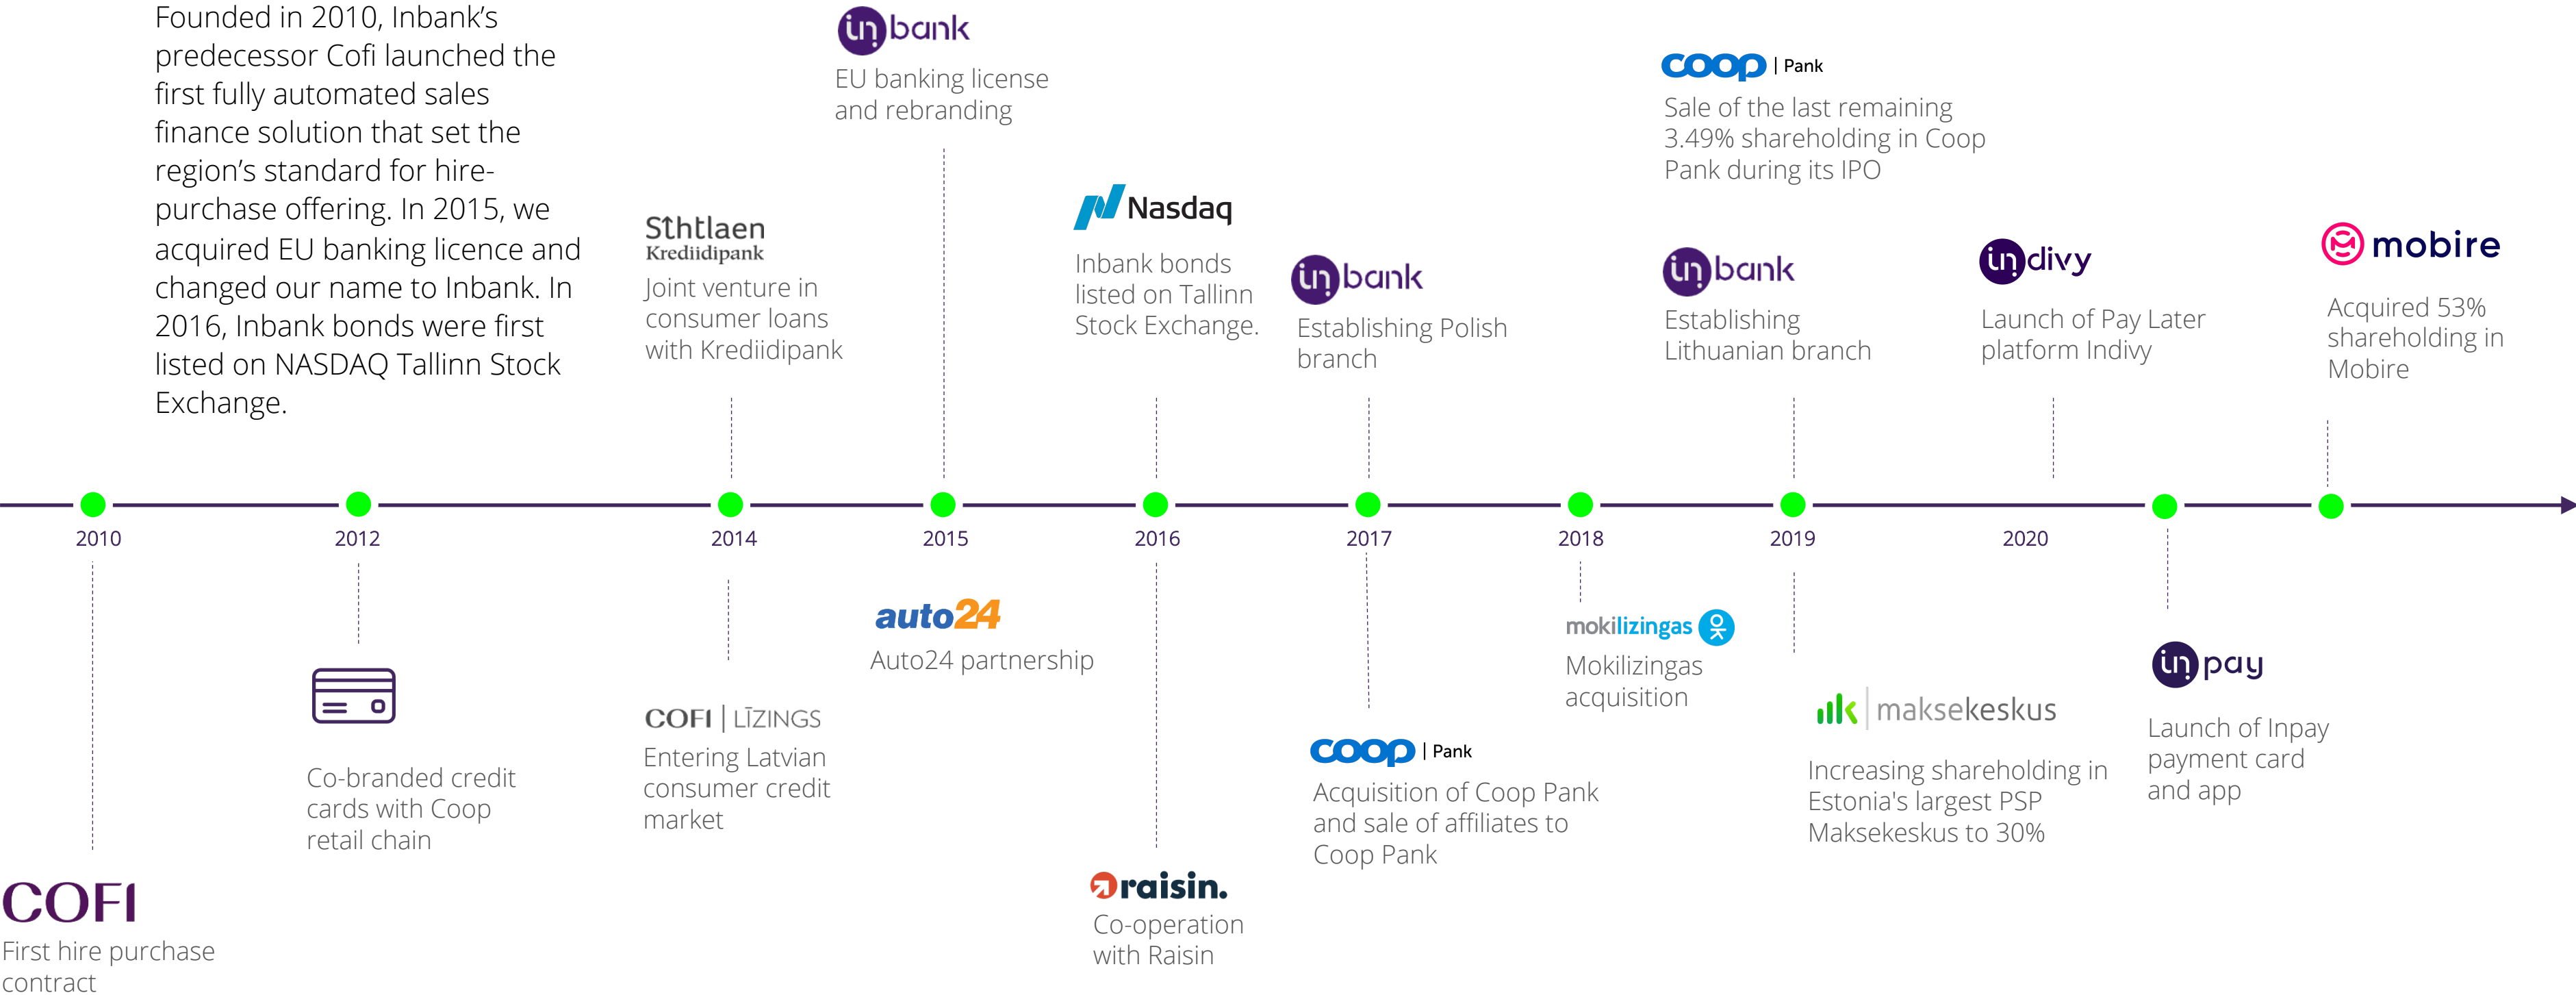 Founded in 2010, Inbank’s
predecessor Cofi launched the
first fully automated sales
finance solution that set the
region’s standard for hire-
purchase offering. In 2015, we
acquired EU banking licence and
changed our name to Inbank. In
2016, Inbank bonds were first
listed on NASDAQ Tallinn Stock
Exchange.
Sthtlaen
Krediidipank
Joint venture in
consumer loans
with Krediidipank
in bank
EU banking license
and rebranding
Nasdaq
Inbank bonds
listed on Tallinn
Stock Exchange.
in bank
Establishing Polish
branch
coop | Pank
Sale of the last remaining
3.49% shareholding in Coop
Pank during its IPO
in bank
Establishing
Lithuanian branch
in divy
Launch of Pay Later
platform Indivy
mobire
Acquired 53%
shareholding in
Mobire
2010
2012
2014
2015
2016
2017
2018
2019
2020
COFI
First hire purchase
contract
Co-branded credit
cards with Coop
retail chain
COFI | LĪZINGS
Entering Latvian
consumer credit
market
auto24
Auto24 partnership
raisin.
Co-operation
with Raisin
coop | Pank
Acquisition of Coop Pank
and sale of affiliates to
Coop Pank
mokilizingas OK
Mokilizingas
acquisition
mk | maksekeskus
Increasing shareholding in
Estonia's largest PSP
Maksekeskus to 30%
in pay
Launch of Inpay
payment card
and app